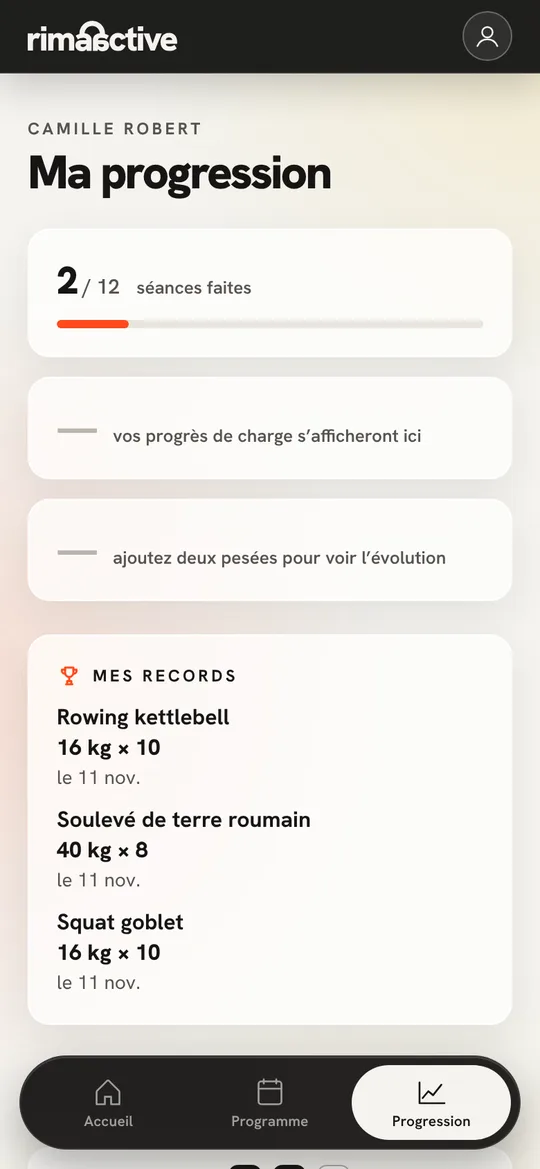 rimaactive
CAMILLE ROBERT
Ma progression
2 / 12 séances faites
vos progrès de charge s’afficheront ici
ajoutez deux pesées pour voir l’évolution
MES RECORDS
Rowing kettlebell
16 kg × 10
le 11 nov.
Soulevé de terre roumain
40 kg × 8
le 11 nov.
Squat goblet
16 kg × 10
le 11 nov.
Accueil Programme Progression